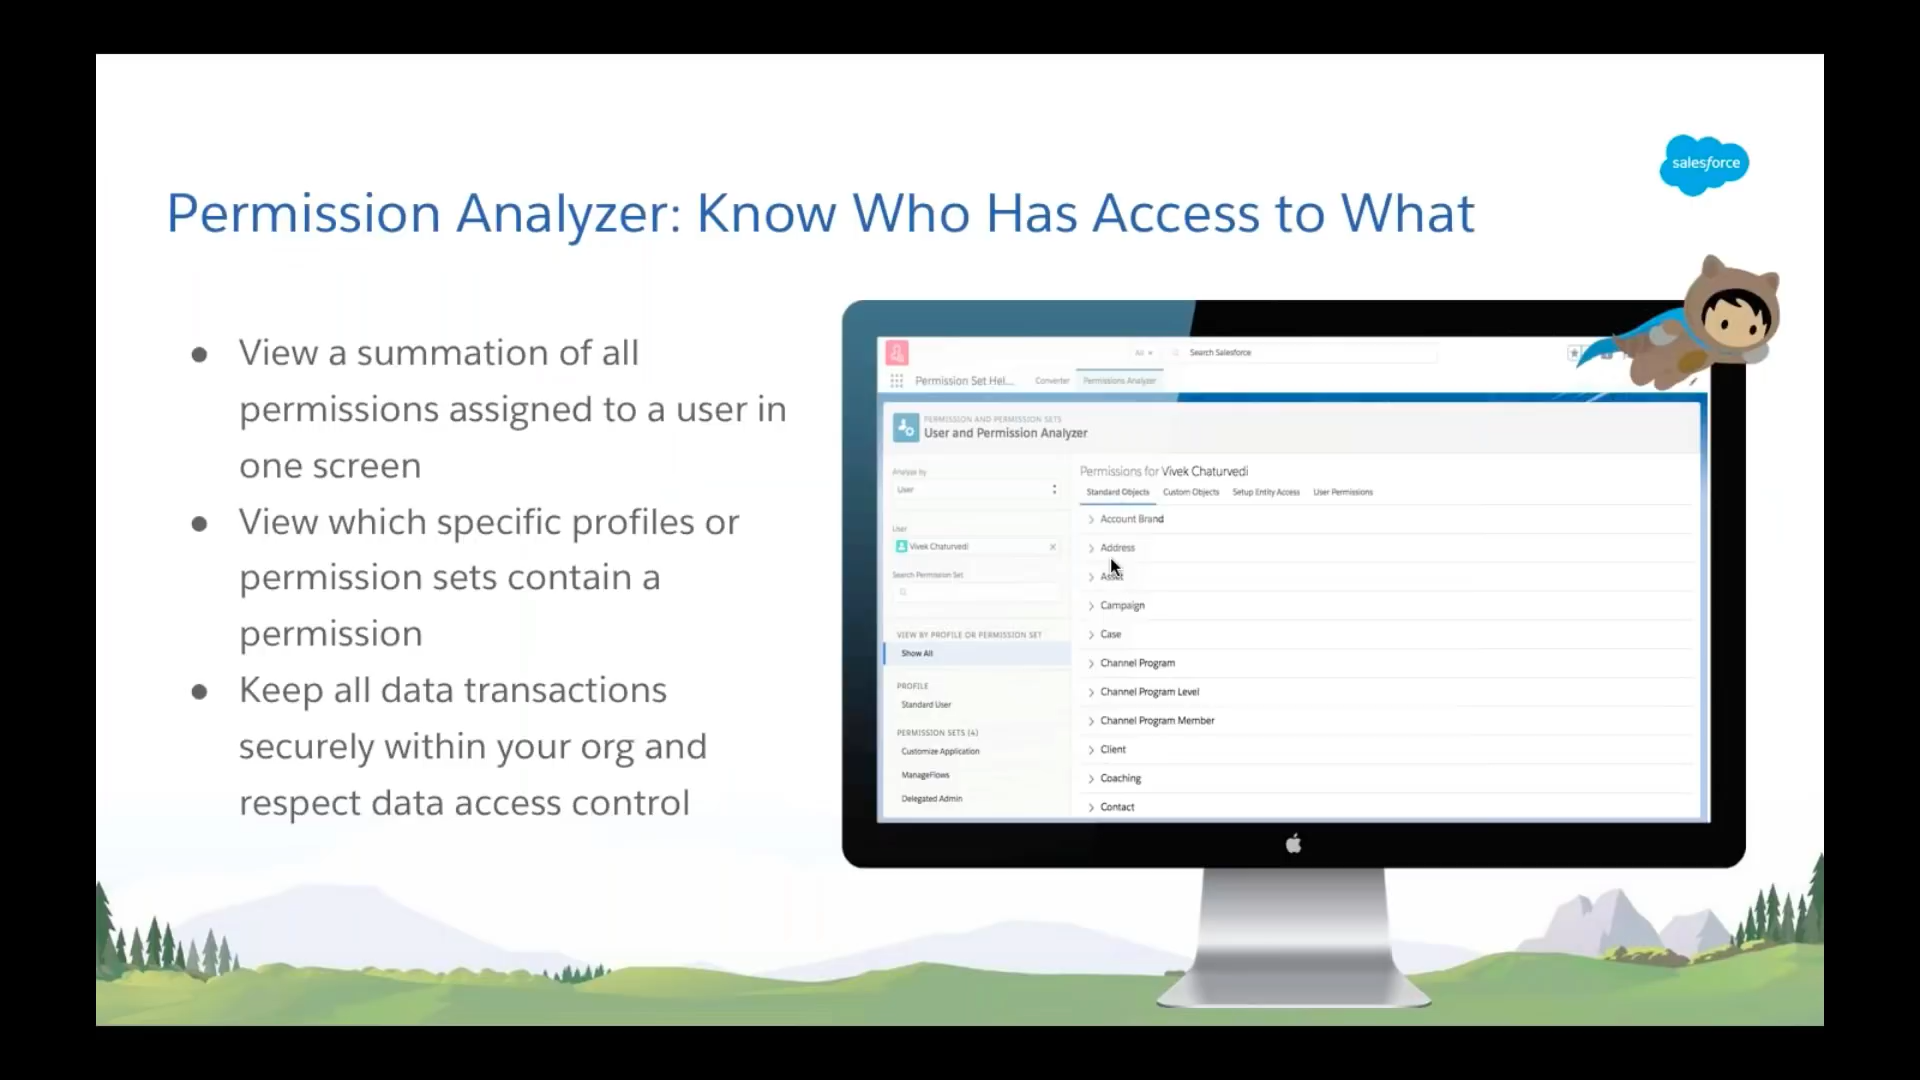 salesforce
Permission Analyzer: Know Who Has Access to What
● View a summation of all
permissions assigned to a user in
one screen
● View which specific profiles or
permission sets contain a
permission
● Keep all data transactions
securely within your org and
respect data access control
All
Search Salesforce
Permission Set Hel... Converter Permissions Analyzer
PERMISSION AND PERMISSION SETS
User and Permission Analyzer
Analyze by
User
User
Vivek Chaturvedi
Search Permission Set
VIEW BY PROFILE OR PERMISSION SET
Show All
PROFILE
Standard User
PERMISSION SETS (4)
Customize Application
ManageFlows
Delegated Admin
Permissions for Vivek Chaturvedi
Standard Objects Custom Objects Setup Entity Access User Permissions
Account Brand
Address
Asset
Campaign
Case
Channel Program
Channel Program Level
Channel Program Member
Client
Coaching
Contact